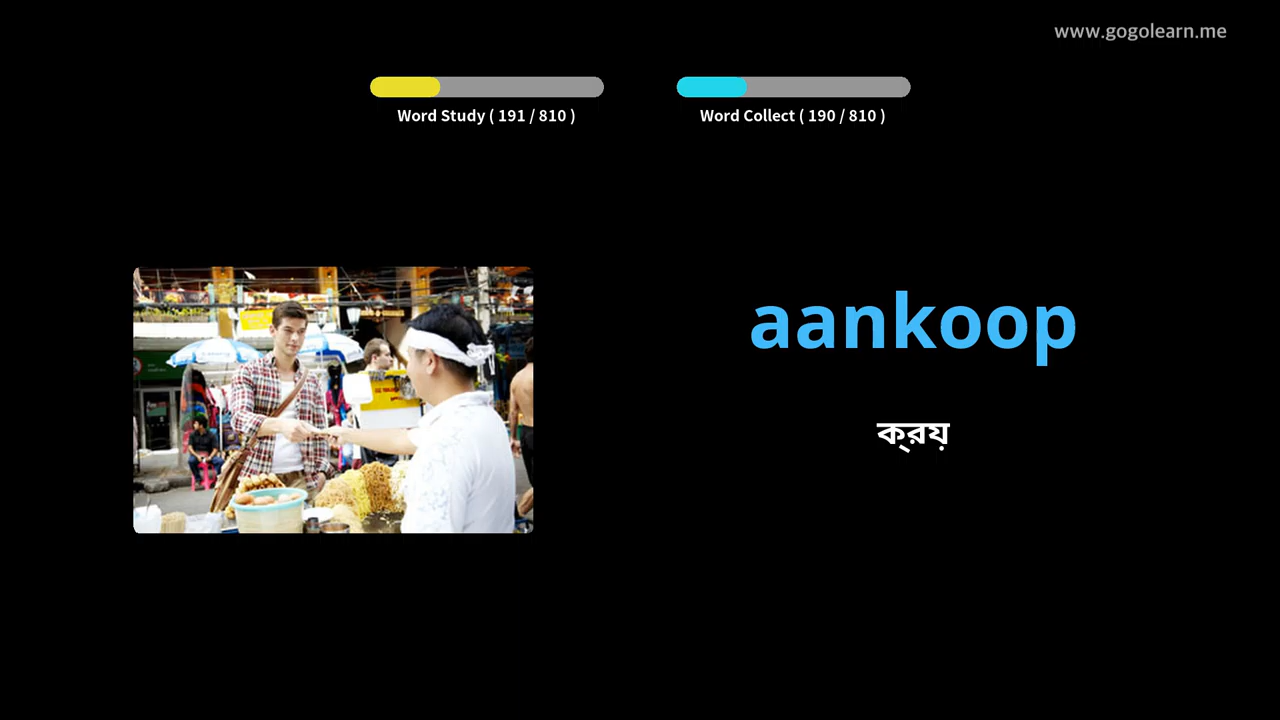 www.gogolearn.me
Word Study ( 191 / 810 )
Word Collect ( 190 / 810 )
aankoop
ক্রয়